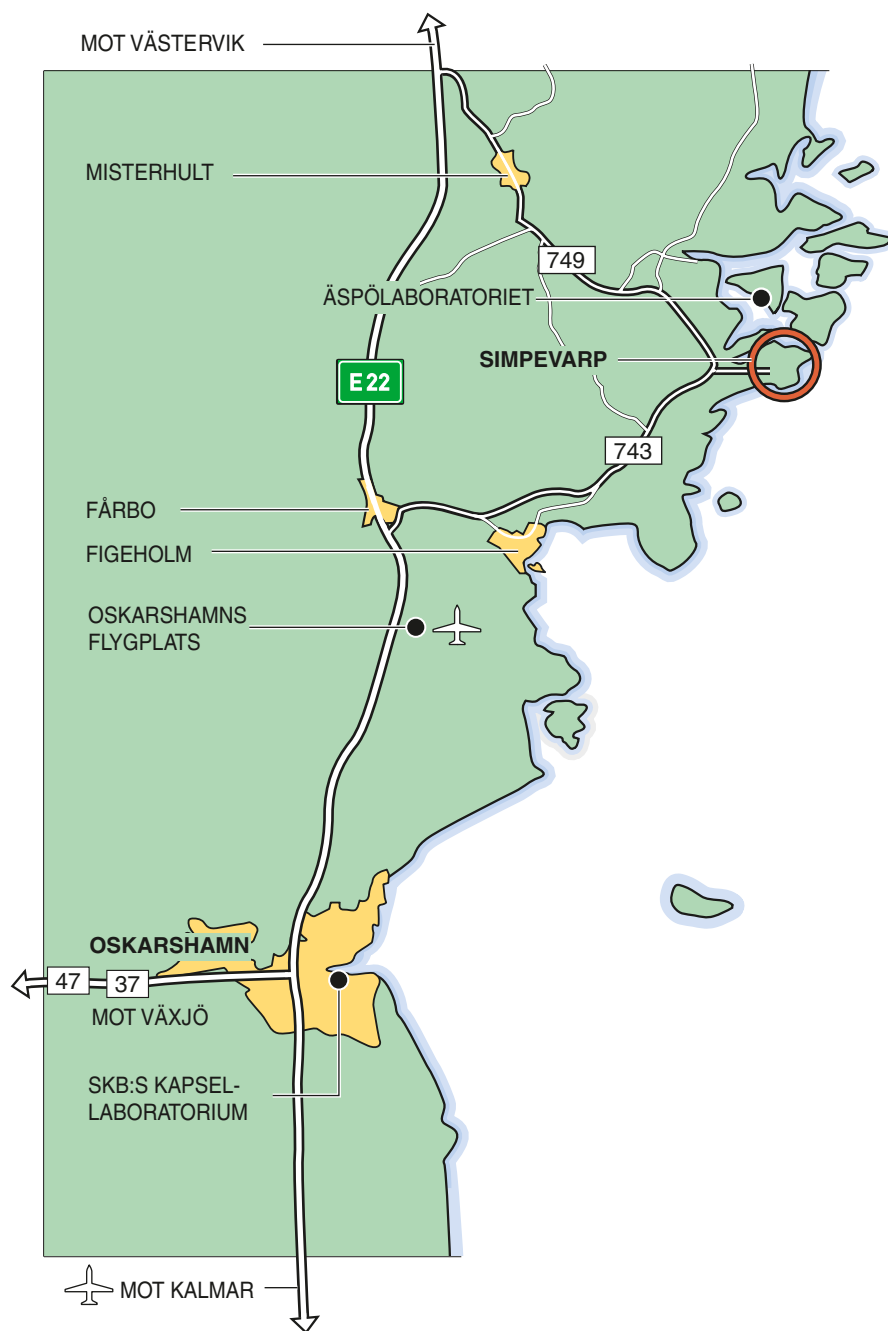 MOT VÄSTERVIK
MISTERHULT
749
ÄSPÖLABORATORIET
SIMPEVARP
E 22
743
FÅRBO
FIGEHOLM
OSKARSHAMNS
FLYGPLATS
OSKARSHAMN
47
37
MOT VÄXJÖ
SKB:S KAPSEL-
LABORATORIUM
MOT KALMAR